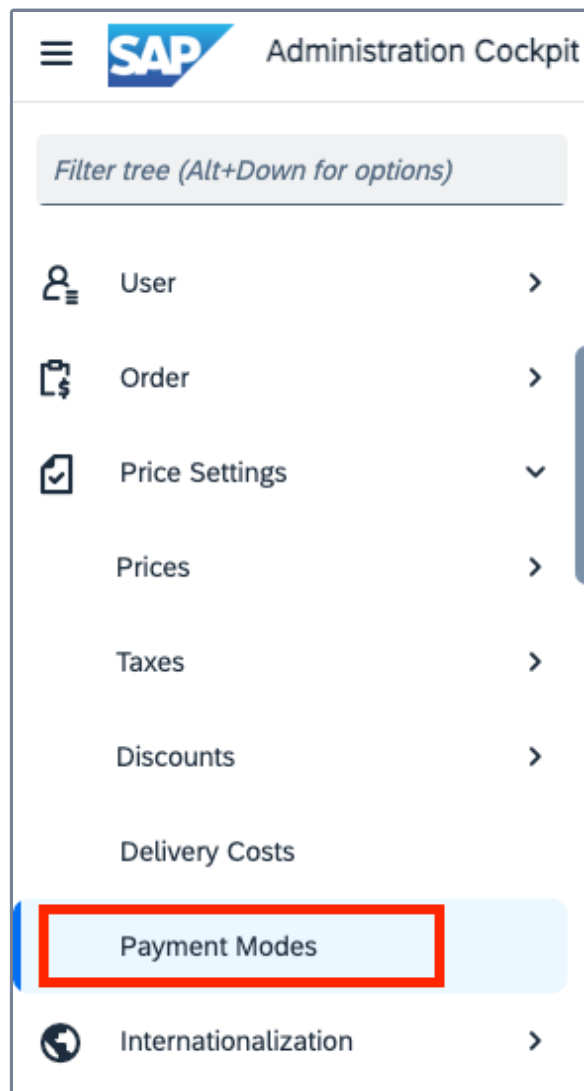 SAP Administration Cockpit
Filter tree (Alt+Down for options)
User
Order
Price Settings
Prices
Taxes
Discounts
Delivery Costs
Payment Modes
Internationalization